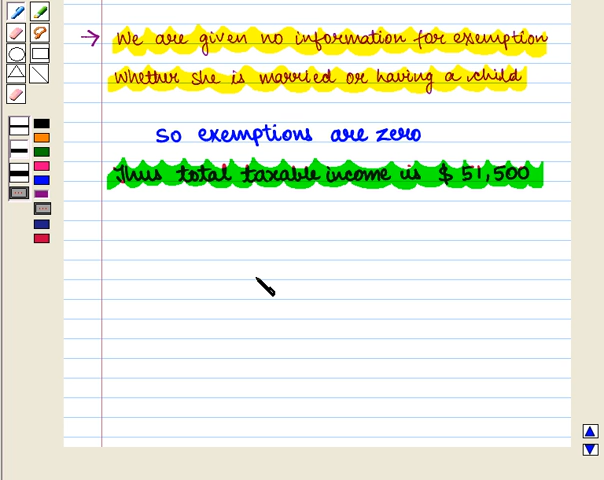 → We are given no information for exemption
whether she is married or having a child
so exemptions are zero
Thus total taxable income is $ 51,500